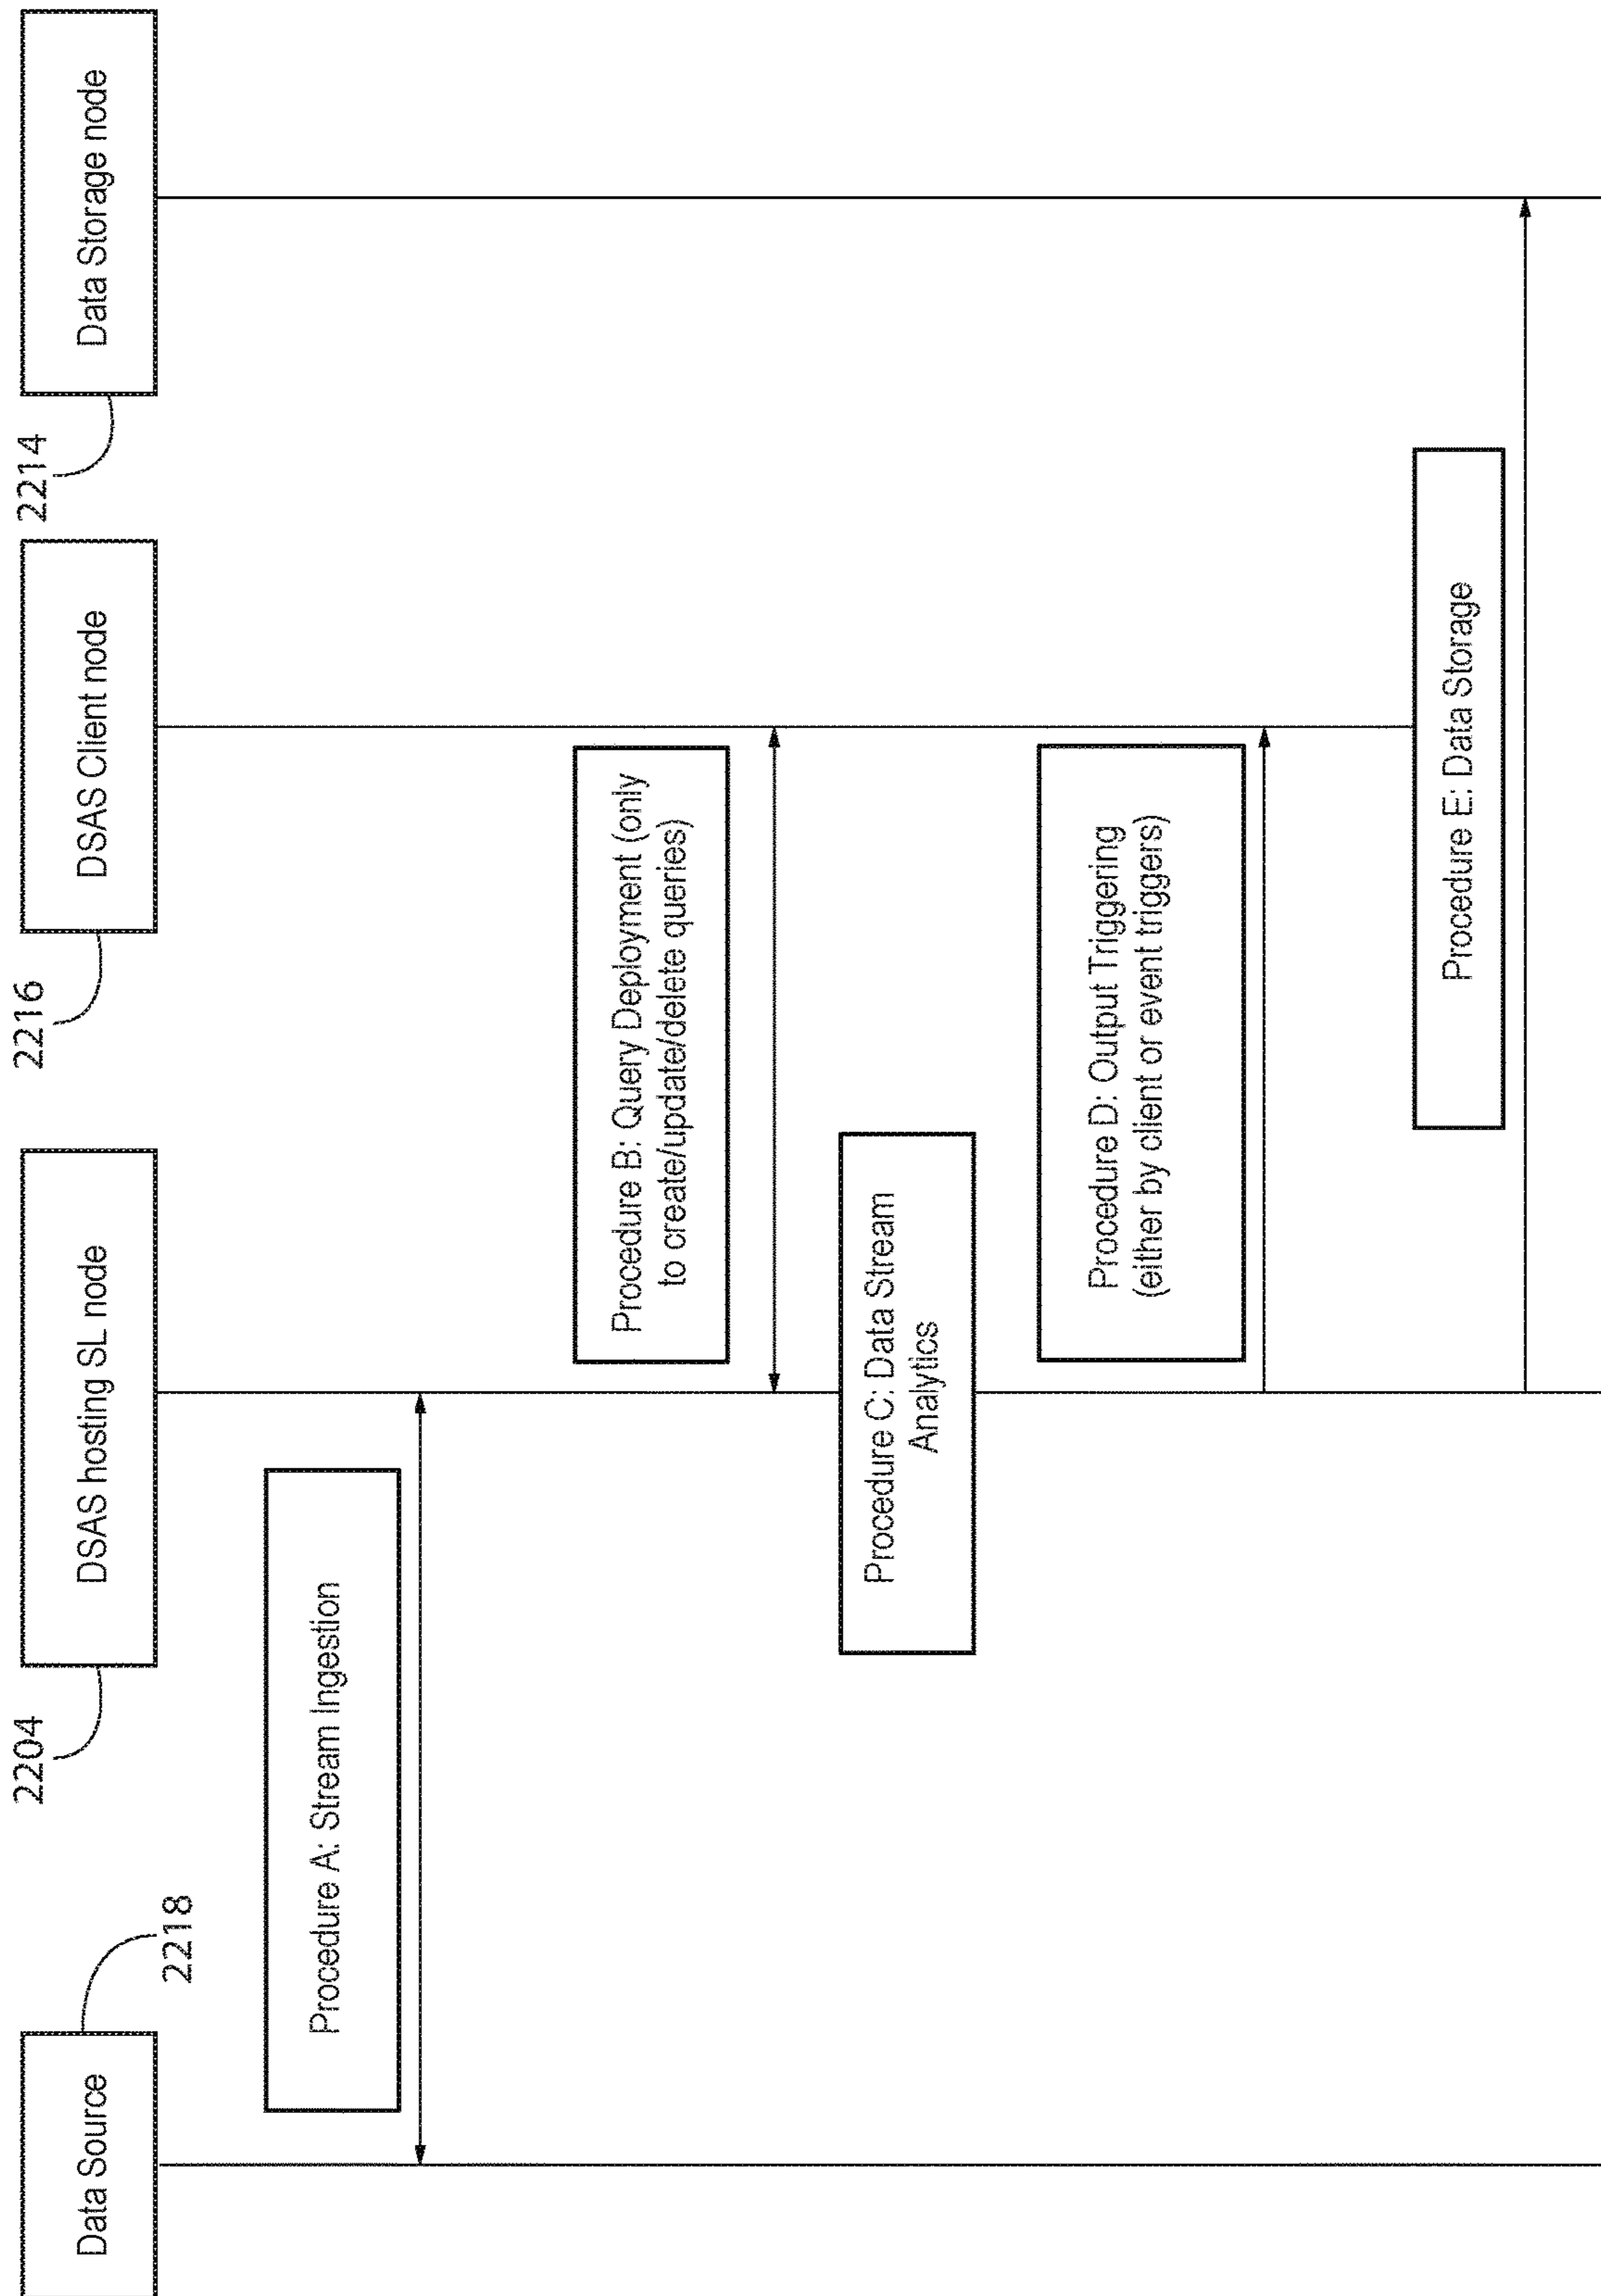 Data Source
2218
DSAS hosting SL node
2204
DSAS Client node
2216
Data Storage node
2214
Procedure A: Stream Ingestion
Procedure B: Query Deployment (only
to create/update/delete queries)
Procedure C: Data Stream
Analytics
Procedure D: Output Triggering
(either by client or event triggers)
Procedure E: Data Storage